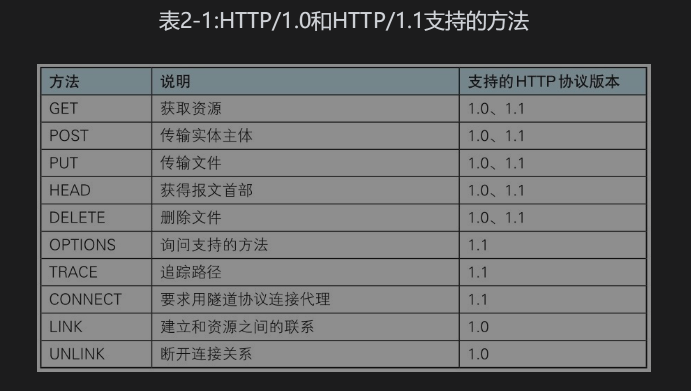 表2-1:HTTP/1.0和HTTP/1.1支持的方法
方法 说明 支持的HTTP协议版本
GET 获取资源 1.0、1.1
POST 传输实体主体 1.0、1.1
PUT 传输文件 1.0、1.1
HEAD 获得报文首部 1.0、1.1
DELETE 删除文件 1.0、1.1
OPTIONS 询问支持的方法 1.1
TRACE 追踪路径 1.1
CONNECT 要求用隧道协议连接代理 1.1
LINK 建立和资源之间的联系 1.0
UNLINK 断开连接关系 1.0